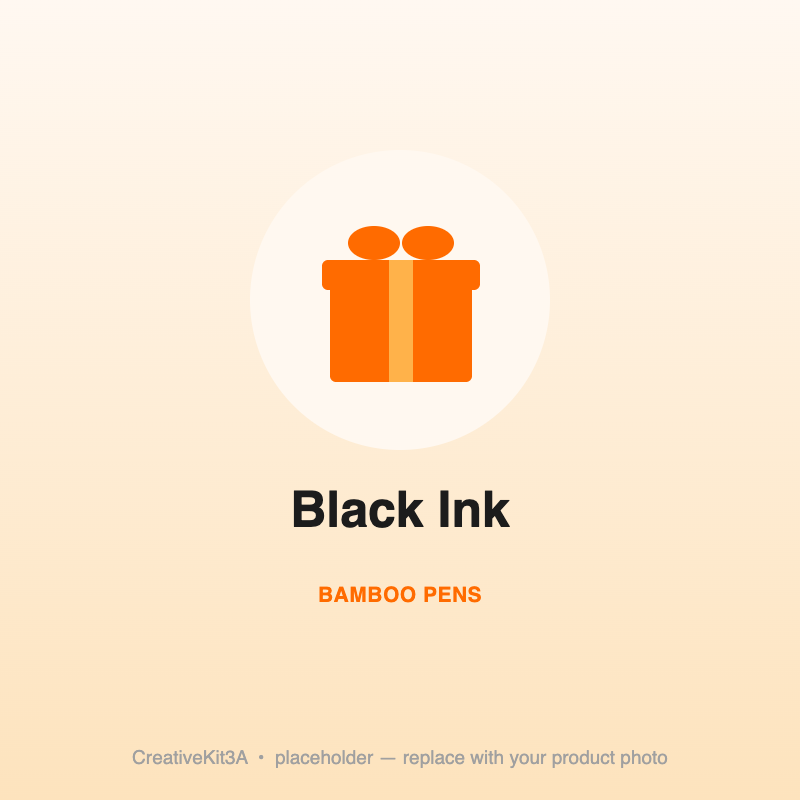 Black Ink
BAMBOO PENS
CreativeKit3A • placeholder — replace with your product photo